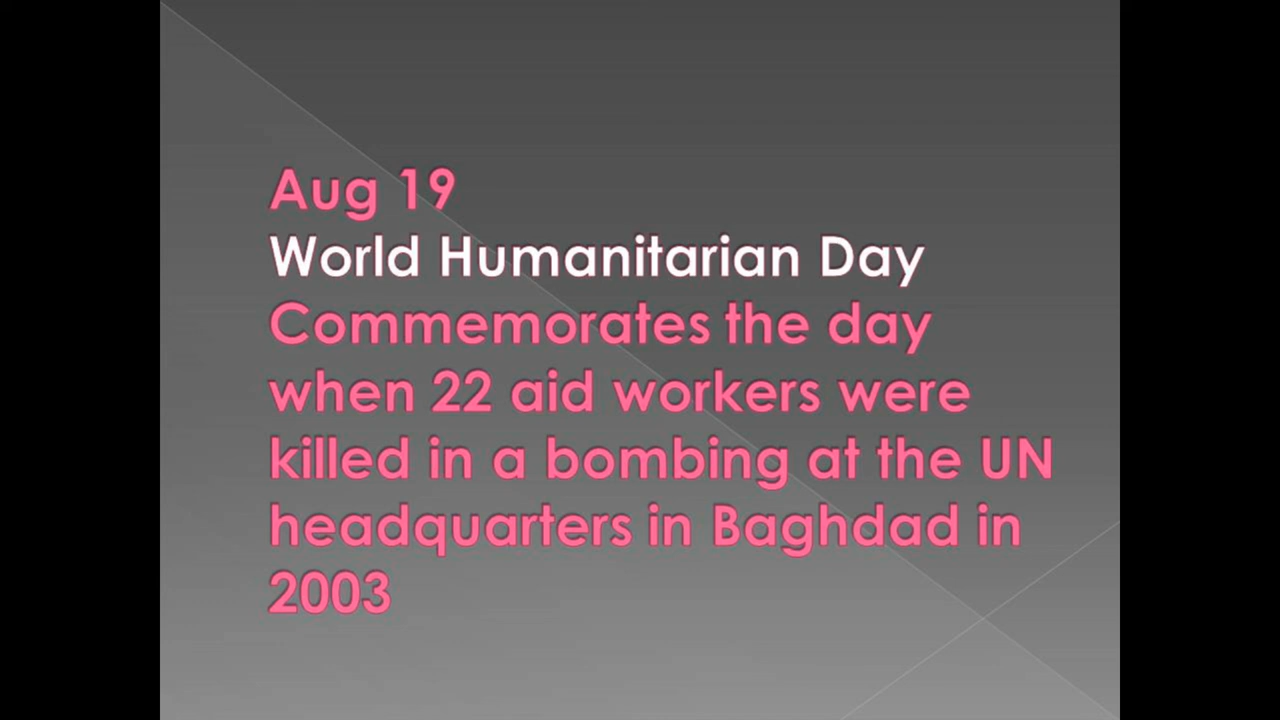 Aug 19
World Humanitarian Day
Commemorates the day
when 22 aid workers were
killed in a bombing at the UN
headquarters in Baghdad in
2003